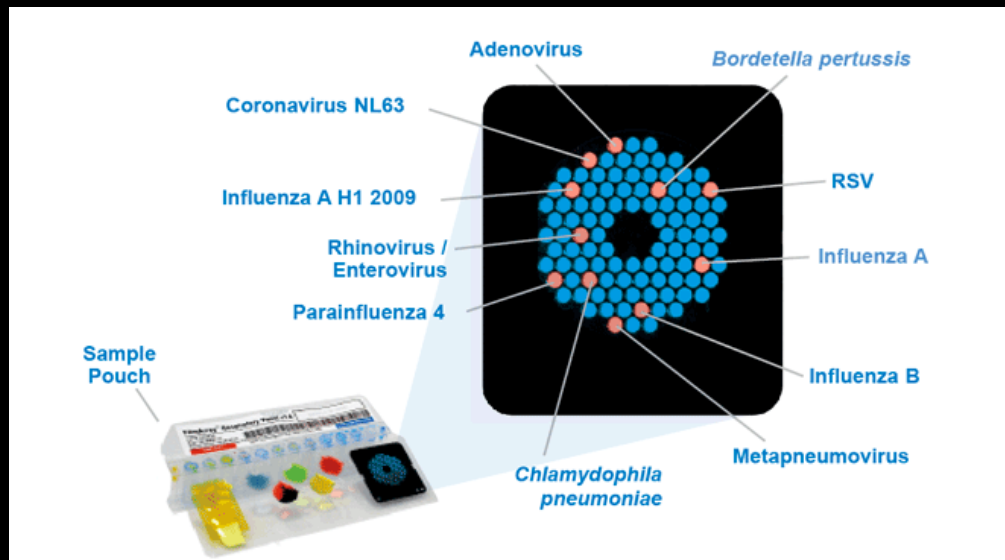 Adenovirus
Bordetella pertussis
Coronavirus NL63
RSV
Influenza A H1 2009
Rhinovirus /
Enterovirus
Influenza A
Parainfluenza 4
Sample
Pouch
Influenza B
Metapneumovirus
Chlamydophila
pneumoniae